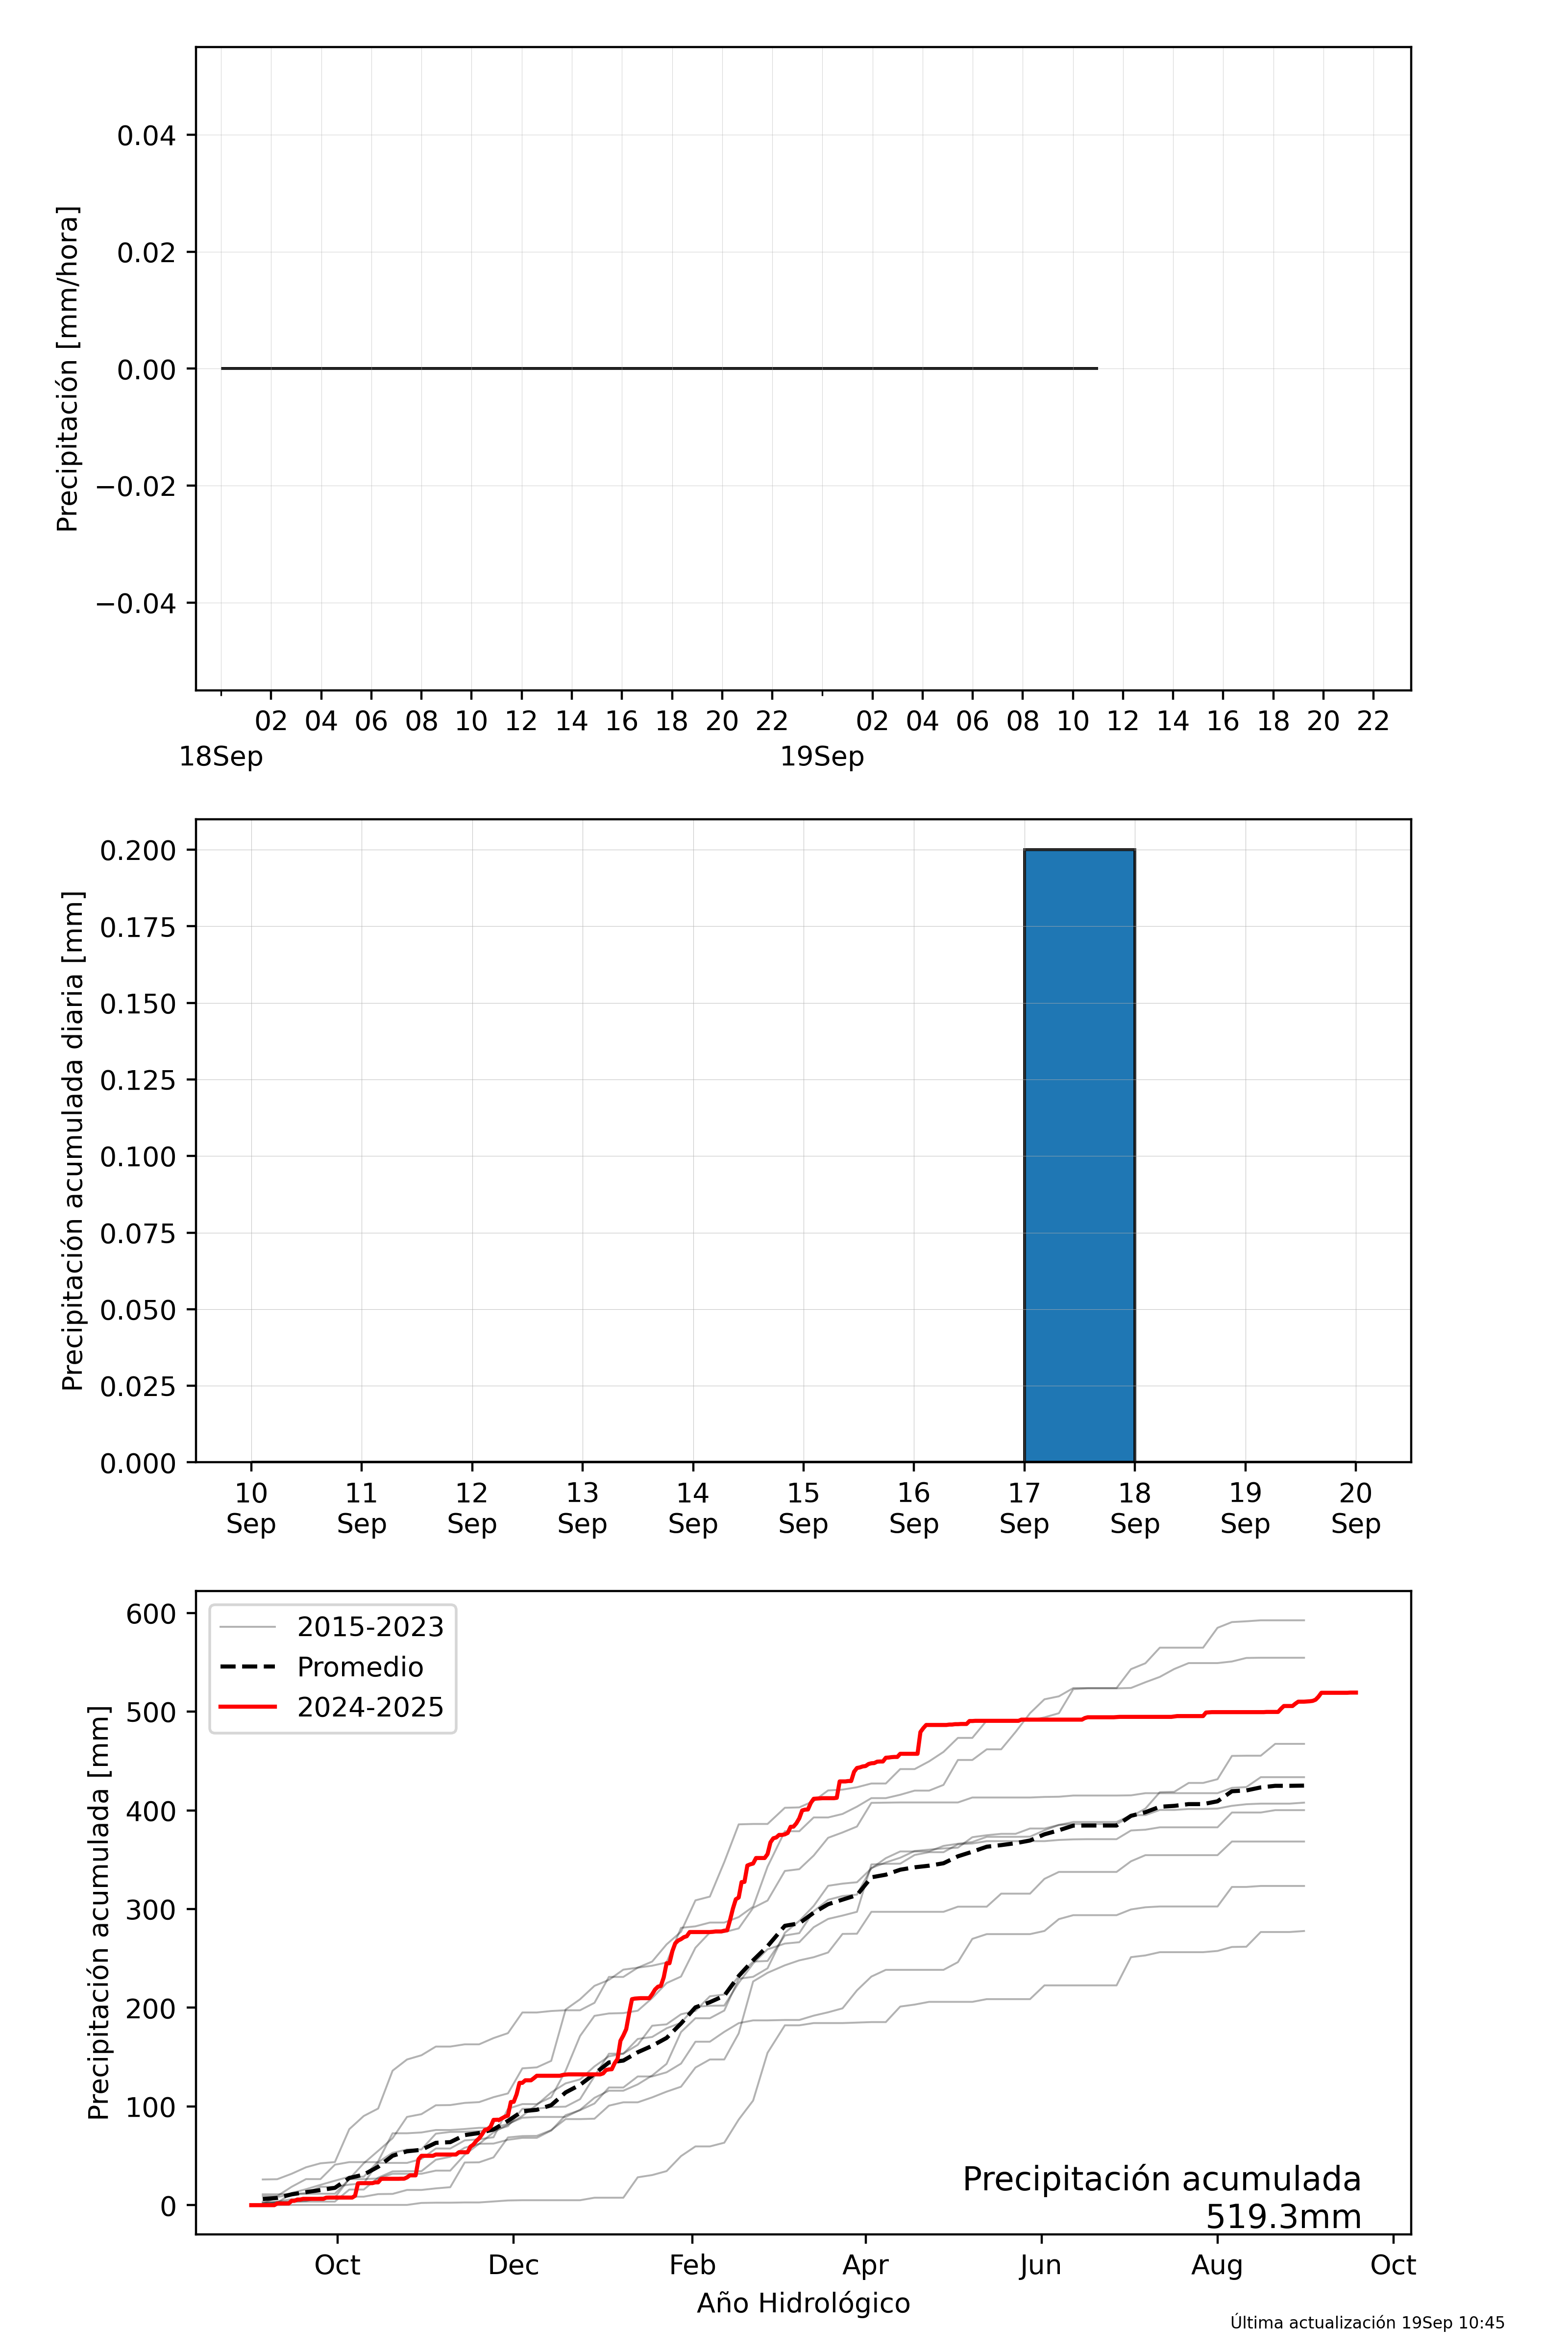 Precipitación [mm/hora]
0.04
0.02
0.00
−0.02
−0.04
02 04 06 08 10 12 14 16 18 20 22 02 04 06 08 10 12 14 16 18 20 22
18Sep 19Sep
Precipitación acumulada diaria [mm]
0.200
0.175
0.150
0.125
0.100
0.075
0.050
0.025
0.000
10 11 12 13 14 15 16 17 18 19 20
Sep Sep Sep Sep Sep Sep Sep Sep Sep Sep Sep
Precipitación acumulada [mm]
600
500
400
300
200
100
0
2015-2023
Promedio
2024-2025
Precipitación acumulada
519.3mm
Oct Dec Feb Apr Jun Aug Oct
Año Hidrológico
Última actualización 19Sep 10:45